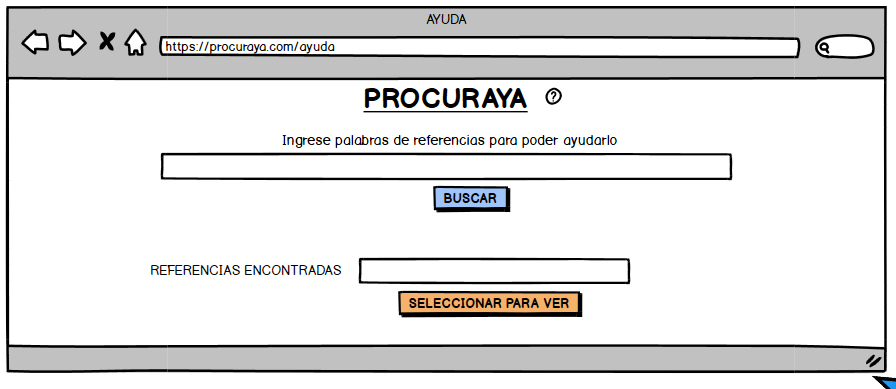 AYUDA
https://procuraya.com/ayuda
PROCURAYA ?
Ingrese palabras de referencias para poder ayudarlo
BUSCAR
REFERENCIAS ENCONTRADAS
SELECCIONAR PARA VER